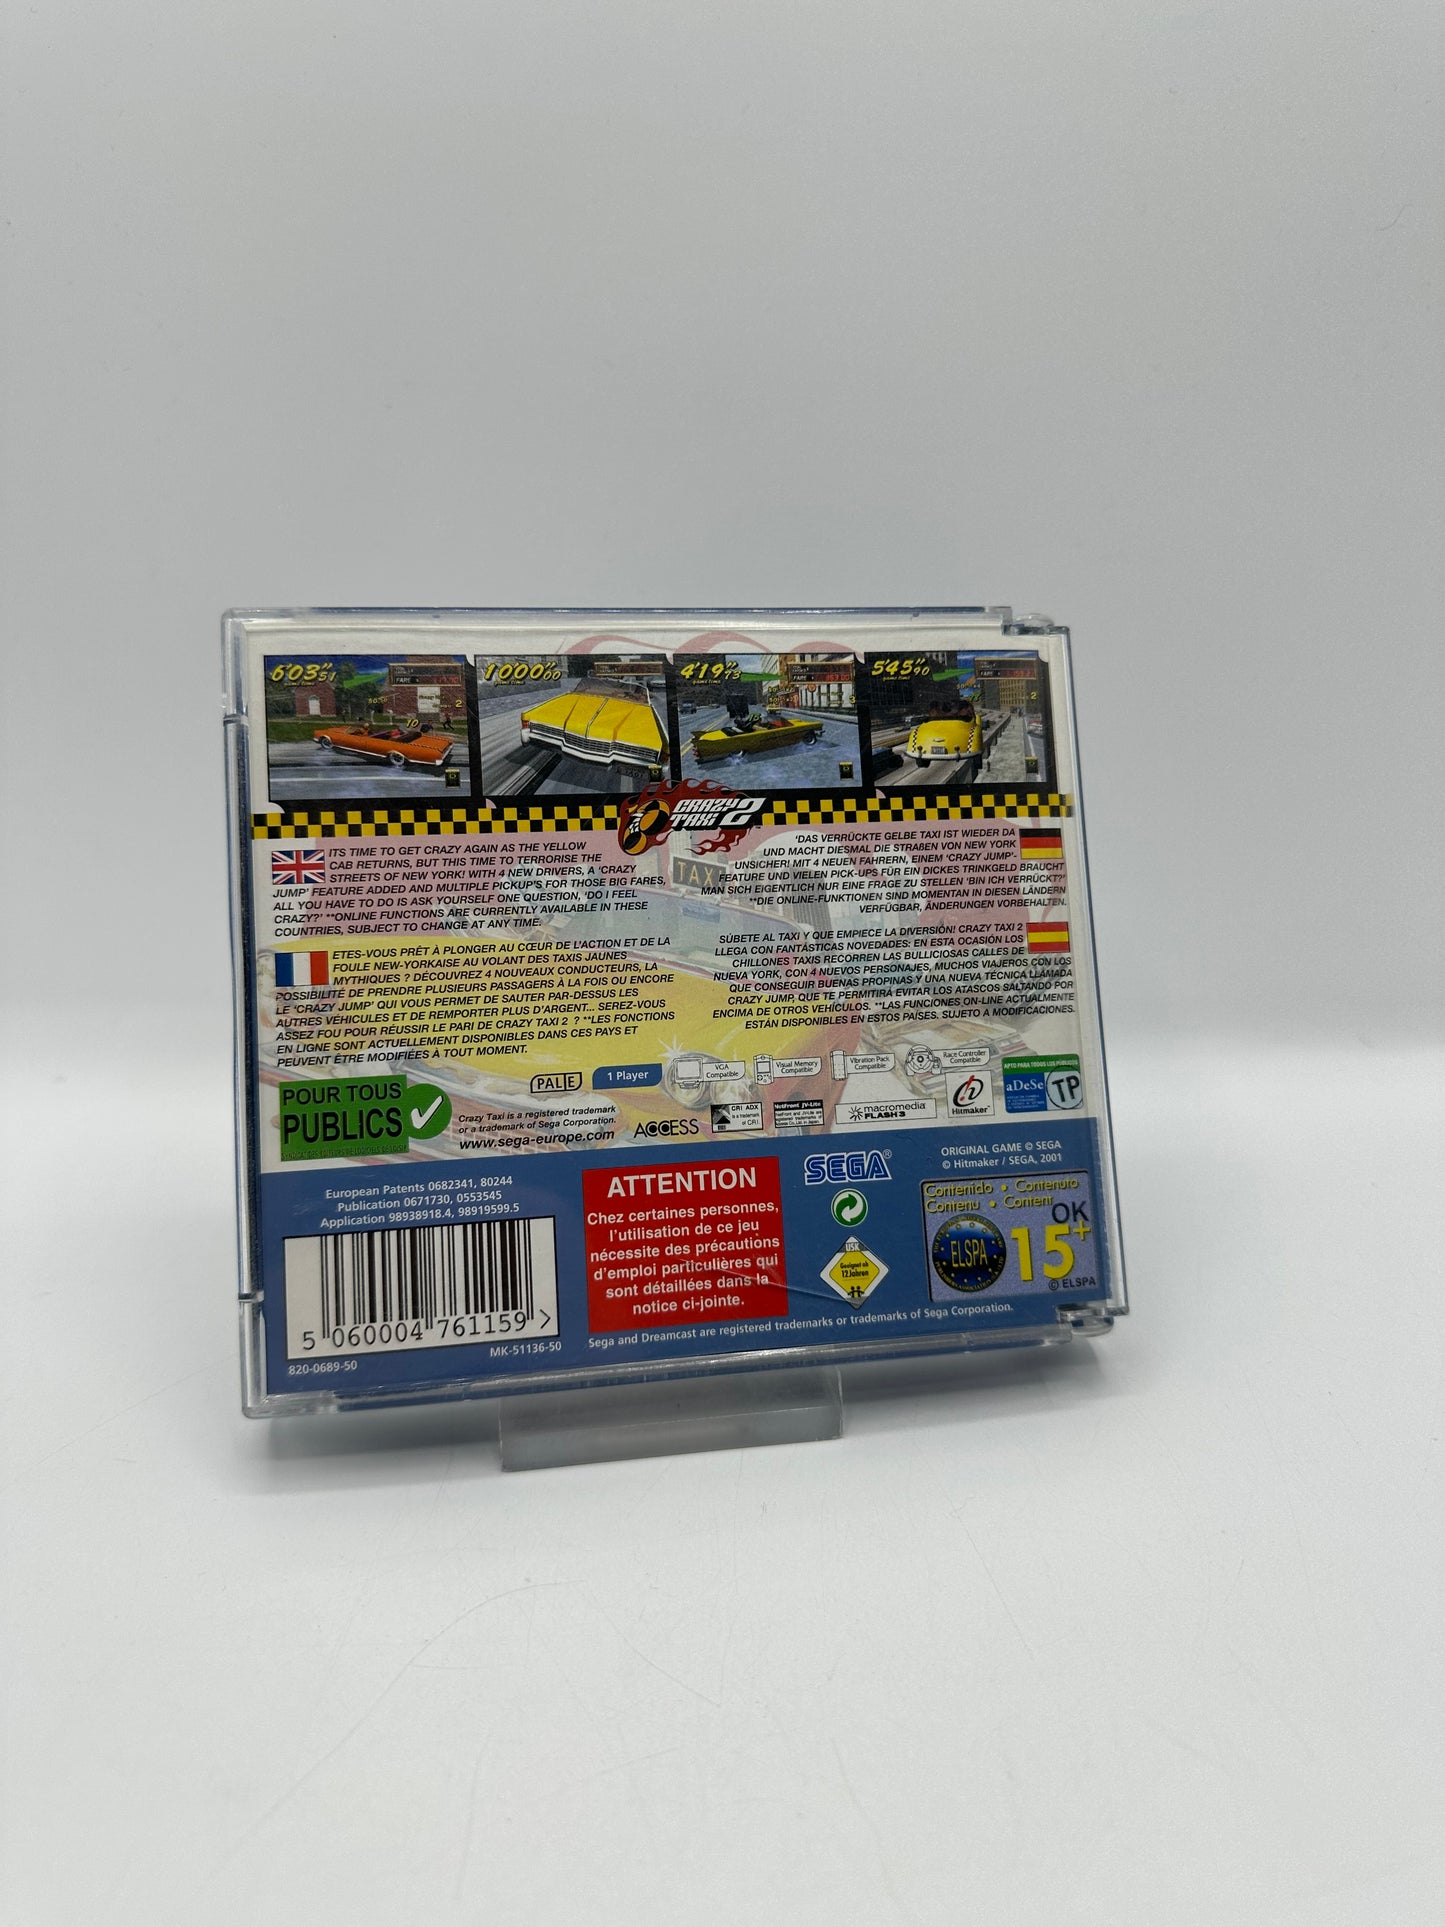 6'03"51
game time
FARE
10'00"00
game time
4'19"73
game time
FARE
5'45"90
game time
FARE
CRAZY
TAXI 2
TAXI
ITS TIME TO GET CRAZY AGAIN AS THE YELLOW
CAB RETURNS, BUT THIS TIME TO TERRORISE THE
STREETS OF NEW YORK! WITH 4 NEW DRIVERS, A 'CRAZY
JUMP' FEATURE ADDED AND MULTIPLE PICKUP'S FOR THOSE BIG FARES,
ALL YOU HAVE TO DO IS ASK YOURSELF ONE QUESTION, 'DO I FEEL
CRAZY?' **ONLINE FUNCTIONS ARE CURRENTLY AVAILABLE IN THESE
COUNTRIES, SUBJECT TO CHANGE AT ANY TIME.
'DAS VERRÜCKTE GELBE TAXI IST WIEDER DA
UND MACHT DIESMAL DIE STRAßEN VON NEW YORK
UNSICHER! MIT 4 NEUEN FAHRERN, EINEM 'CRAZY JUMP'-
FEATURE UND VIELEN PICK-UPS FÜR EIN DICKES TRINKGELD BRAUCHT
MAN SICH EIGENTLICH NUR EINE FRAGE ZU STELLEN 'BIN ICH VERRÜCKT?'
**DIE ONLINE-FUNKTIONEN SIND MOMENTAN IN DIESEN LÄNDERN
VERFÜGBAR, ÄNDERUNGEN VORBEHALTEN.
ETES-VOUS PRÊT À PLONGER AU CŒUR DE L'ACTION ET DE LA
FOULE NEW-YORKAISE AU VOLANT DES TAXIS JAUNES
MYTHIQUES ? DÉCOUVREZ 4 NOUVEAUX CONDUCTEURS, LA
POSSIBILITÉ DE PRENDRE PLUSIEURS PASSAGERS À LA FOIS OU ENCORE
LE 'CRAZY JUMP' QUI VOUS PERMET DE SAUTER PAR-DESSUS LES
AUTRES VÉHICULES ET DE REMPORTER PLUS D'ARGENT... SEREZ-VOUS
ASSEZ FOU POUR RÉUSSIR LE PARI DE CRAZY TAXI 2 ? **LES FONCTIONS
EN LIGNE SONT ACTUELLEMENT DISPONIBLES DANS CES PAYS ET
PEUVENT ÊTRE MODIFIÉES À TOUT MOMENT.
SÚBETE AL TAXI Y QUE EMPIECE LA DIVERSIÓN! CRAZY TAXI 2
LLEGA CON FANTÁSTICAS NOVEDADES: EN ESTA OCASIÓN LOS
CHILLONES TAXIS RECORREN LAS BULLICIOSAS CALLES DE
NUEVA YORK, CON 4 NUEVOS PERSONAJES, MUCHOS VIAJEROS CON LOS
QUE CONSEGUIR BUENAS PROPINAS Y UNA NUEVA TÉCNICA LLAMADA
CRAZY JUMP, QUE TE PERMITIRÁ EVITAR LOS ATASCOS SALTANDO POR
ENCIMA DE OTROS VEHÍCULOS. **LAS FUNCIONES ON-LINE ACTUALMENTE
ESTÁN DISPONIBLES EN ESTOS PAÍSES. SUJETO A MODIFICACIONES.
PAL E
1 Player
VGA
Compatible
Visual Memory
Compatible
Vibration Pack
Compatible
Race Controller
Compatible
APTO PARA TODOS LOS PÚBLICOS
aDeSe
TP
POUR TOUS
PUBLICS
Crazy Taxi is a registered trademark
or a trademark of Sega Corporation.
www.sega-europe.com
ACCESS
CRI ADX
is a trademark
of CRI.
NetFront JV-Lite
macromedia
FLASH 3
Hitmaker
European Patents 0682341, 80244
Publication 0671730, 0553545
Application 98938918.4, 98919599.5
5 060004 761159 >
820-0689-50
MK-51136-50
ATTENTION
Chez certaines personnes,
l'utilisation de ce jeu
nécessite des précautions
d'emploi particulières qui
sont détaillées dans la
notice ci-jointe.
SEGA®
USK
Geeignet ab
12 Jahren
ORIGINAL GAME © SEGA
© Hitmaker / SEGA, 2001
Contenido • Contenuto
Contenu • Content
OK
ELSPA
15+
© ELSPA
Sega and Dreamcast are registered trademarks or trademarks of Sega Corporation.